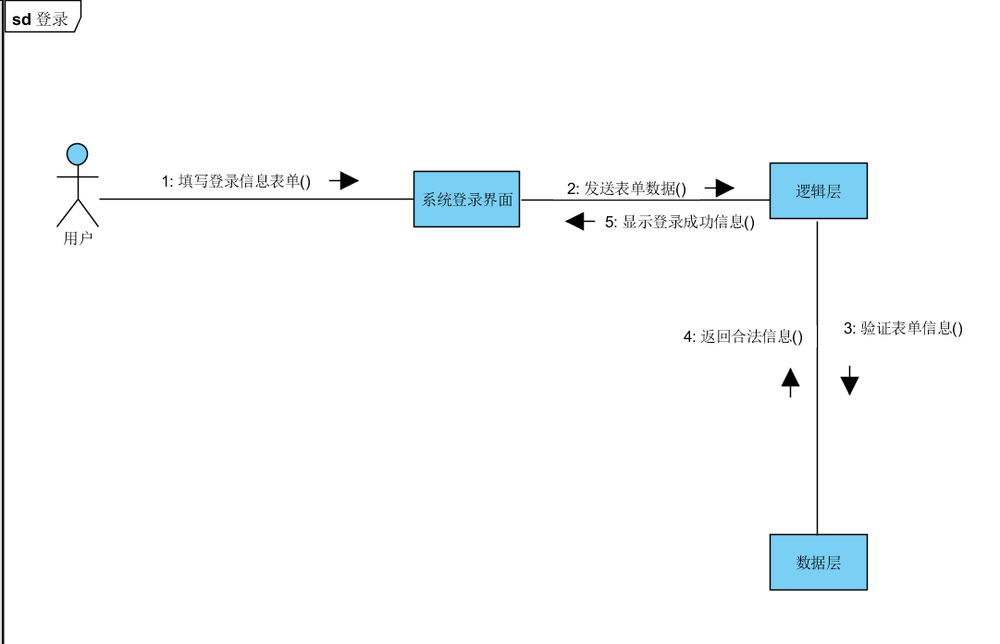 sd 登录
1: 填写登录信息表单()
用户
系统登录界面
2: 发送表单数据()
5: 显示登录成功信息()
逻辑层
4: 返回合法信息()
3: 验证表单信息()
数据层